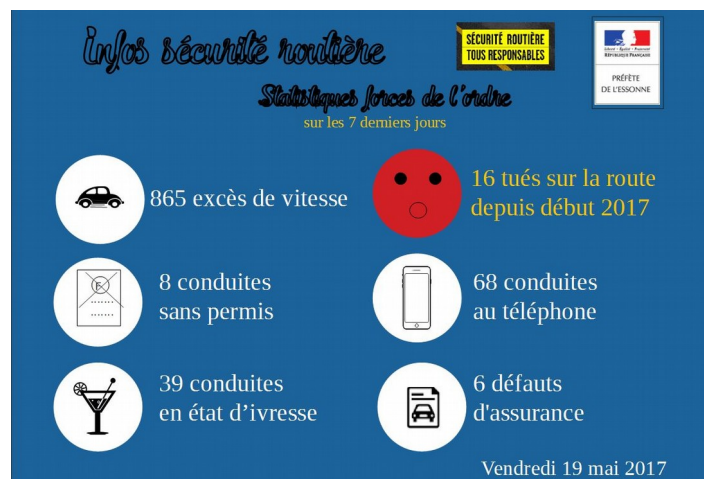 Infos sécurité routière
SÉCURITÉ ROUTIÈRE
TOUS RESPONSABLES
Liberté • Égalité • Fraternité
RÉPUBLIQUE FRANÇAISE
PRÉFÈTE
DE L'ESSONNE
Statistiques forces de l'ordre
sur les 7 derniers jours
865 excès de vitesse
16 tués sur la route
depuis début 2017
8 conduites
sans permis
68 conduites
au téléphone
39 conduites
en état d’ivresse
6 défauts
d'assurance
Vendredi 19 mai 2017